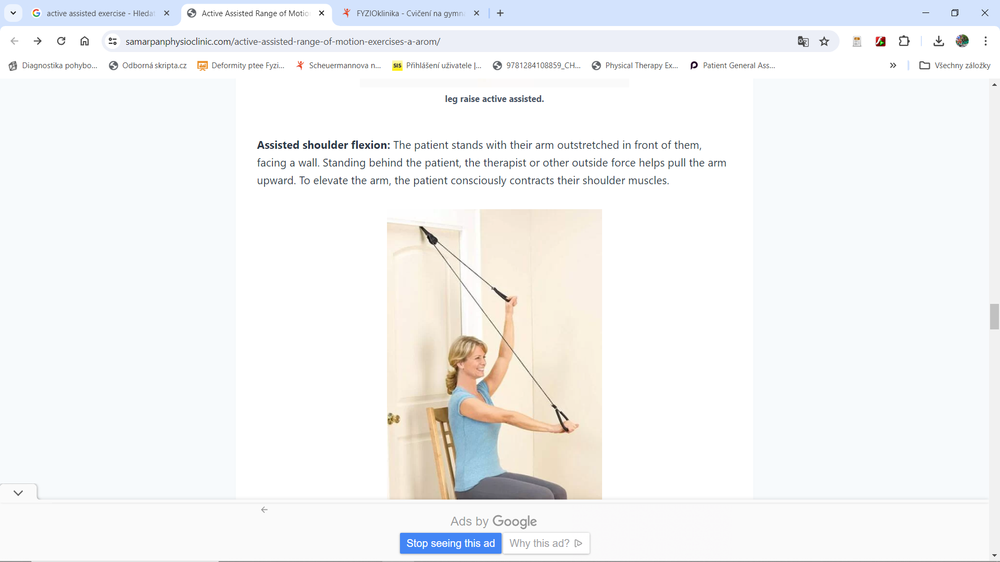 active assisted exercise - Hledat
Active Assisted Range of Motio
FYZIOklinika - Cvičení na gymna
samarpanphysioclinic.com/active-assisted-range-of-motion-exercises-a-arom/
Diagnostika pohybo...
Odborná skripta.cz
Deformity ptee Fyzi...
Scheuermannova n...
SIS
Přihlášení uživatele |...
9781284108859_CH...
Physical Therapy Ex...
Patient General Ass...
Všechny záložky
leg raise active assisted.
Assisted shoulder flexion: The patient stands with their arm outstretched in front of them,
facing a wall. Standing behind the patient, the therapist or other outside force helps pull the arm
upward. To elevate the arm, the patient consciously contracts their shoulder muscles.
Ads by Google
Stop seeing this ad
Why this ad?